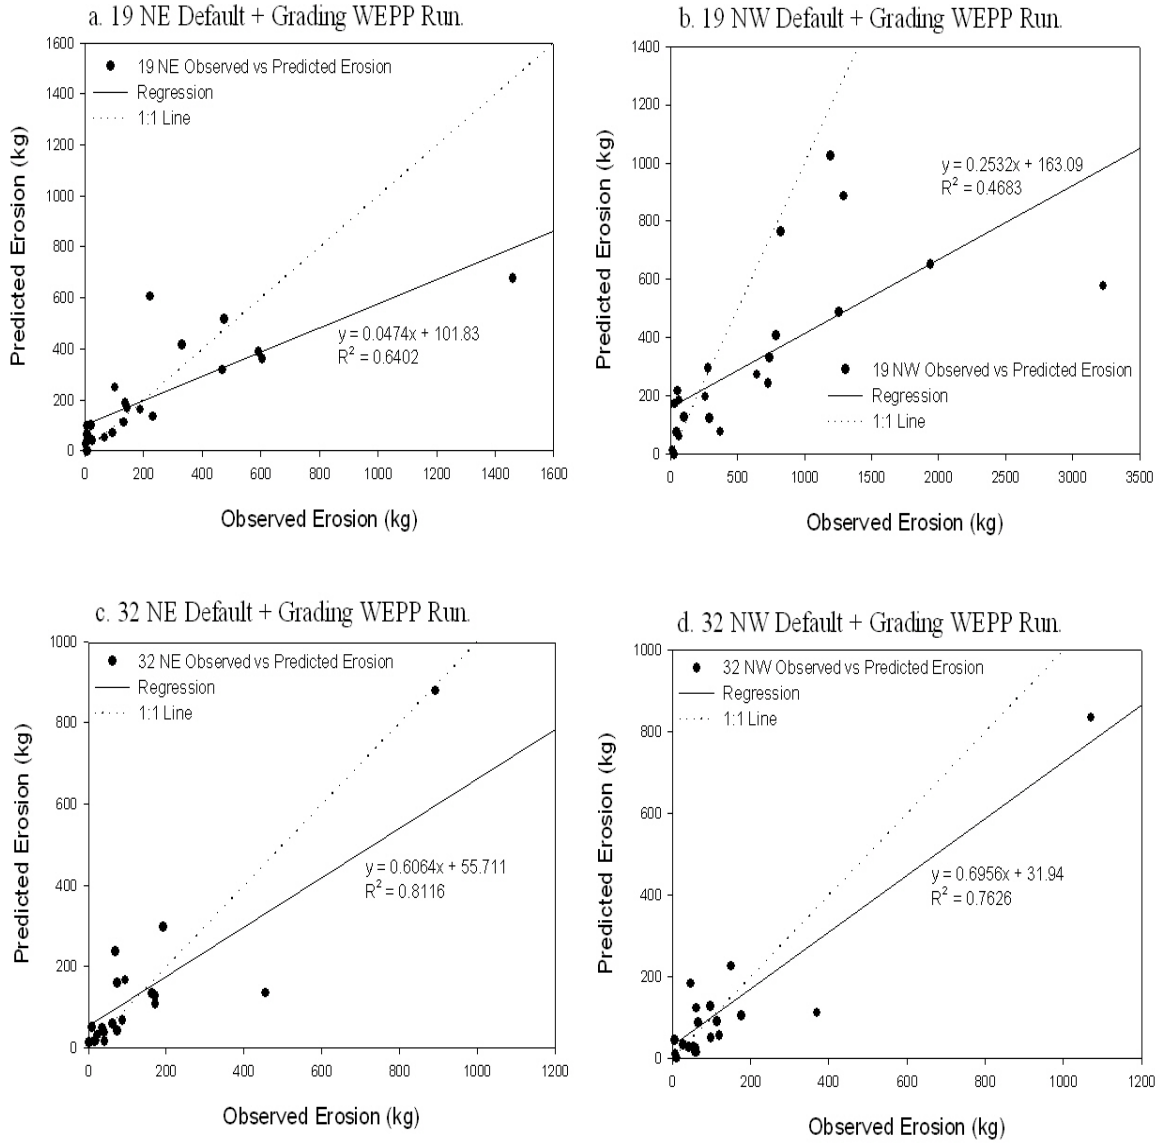 a. 19 NE Default + Grading WEPP Run.
1600
1400
1200
1000
800
600
400
200
0
Predicted Erosion (kg)
19 NE Observed vs Predicted Erosion
Regression
1:1 Line
y = 0.0474x + 101.83
R² = 0.6402
0 200 400 600 800 1000 1200 1400 1600
Observed Erosion (kg)
b. 19 NW Default + Grading WEPP Run.
1400
1200
1000
800
600
400
200
0
Predicted Erosion (kg)
y = 0.2532x + 163.09
R² = 0.4683
19 NW Observed vs Predicted Erosion
Regression
1:1 Line
0 500 1000 1500 2000 2500 3000 3500
Observed Erosion (kg)
c. 32 NE Default + Grading WEPP Run.
1000
800
600
400
200
0
Predicted Erosion (kg)
32 NE Observed vs Predicted Erosion
Regression
1:1 Line
y = 0.6064x + 55.711
R² = 0.8116
0 200 400 600 800 1000 1200
Observed Erosion (kg)
d. 32 NW Default + Grading WEPP Run.
1000
800
600
400
200
0
Predicted Erosion (kg)
32 NW Observed vs Predicted Erosion
Regression
1:1 Line
y = 0.6956x + 31.94
R² = 0.7626
0 200 400 600 800 1000 1200
Observed Erosion (kg)